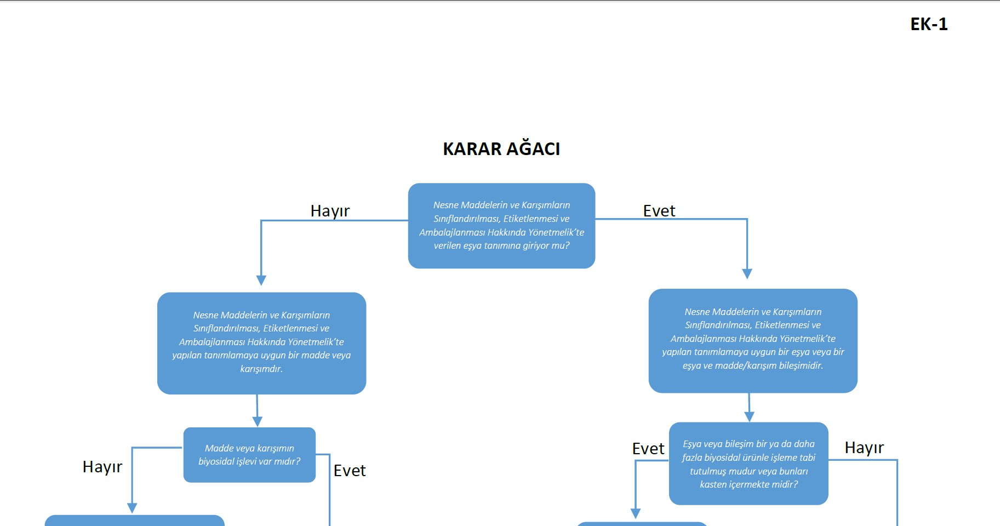 EK-1
KARAR AĞACI
Hayır
Evet
Nesne Maddelerin ve Karışımların
Sınıflandırılması, Etiketlenmesi ve
Ambalajlanması Hakkında Yönetmelik’te
verilen eşya tanımına giriyor mu?
Nesne Maddelerin ve Karışımların
Sınıflandırılması, Etiketlenmesi ve
Ambalajlanması Hakkında Yönetmelik’te
yapılan tanımlamaya uygun bir madde veya
karışımdır.
Nesne Maddelerin ve Karışımların
Sınıflandırılması, Etiketlenmesi ve
Ambalajlanması Hakkında Yönetmelik’te
yapılan tanımlamaya uygun bir eşya veya bir
eşya ve madde/karışım bileşimidir.
Madde veya karışımın
biyosidal işlevi var mıdır?
Hayır
Evet
Evet
Eşya veya bileşim bir ya da daha
fazla biyosidal ürünle işleme tabi
tutulmuş mudur veya bunları
kasten içermekte midir?
Hayır